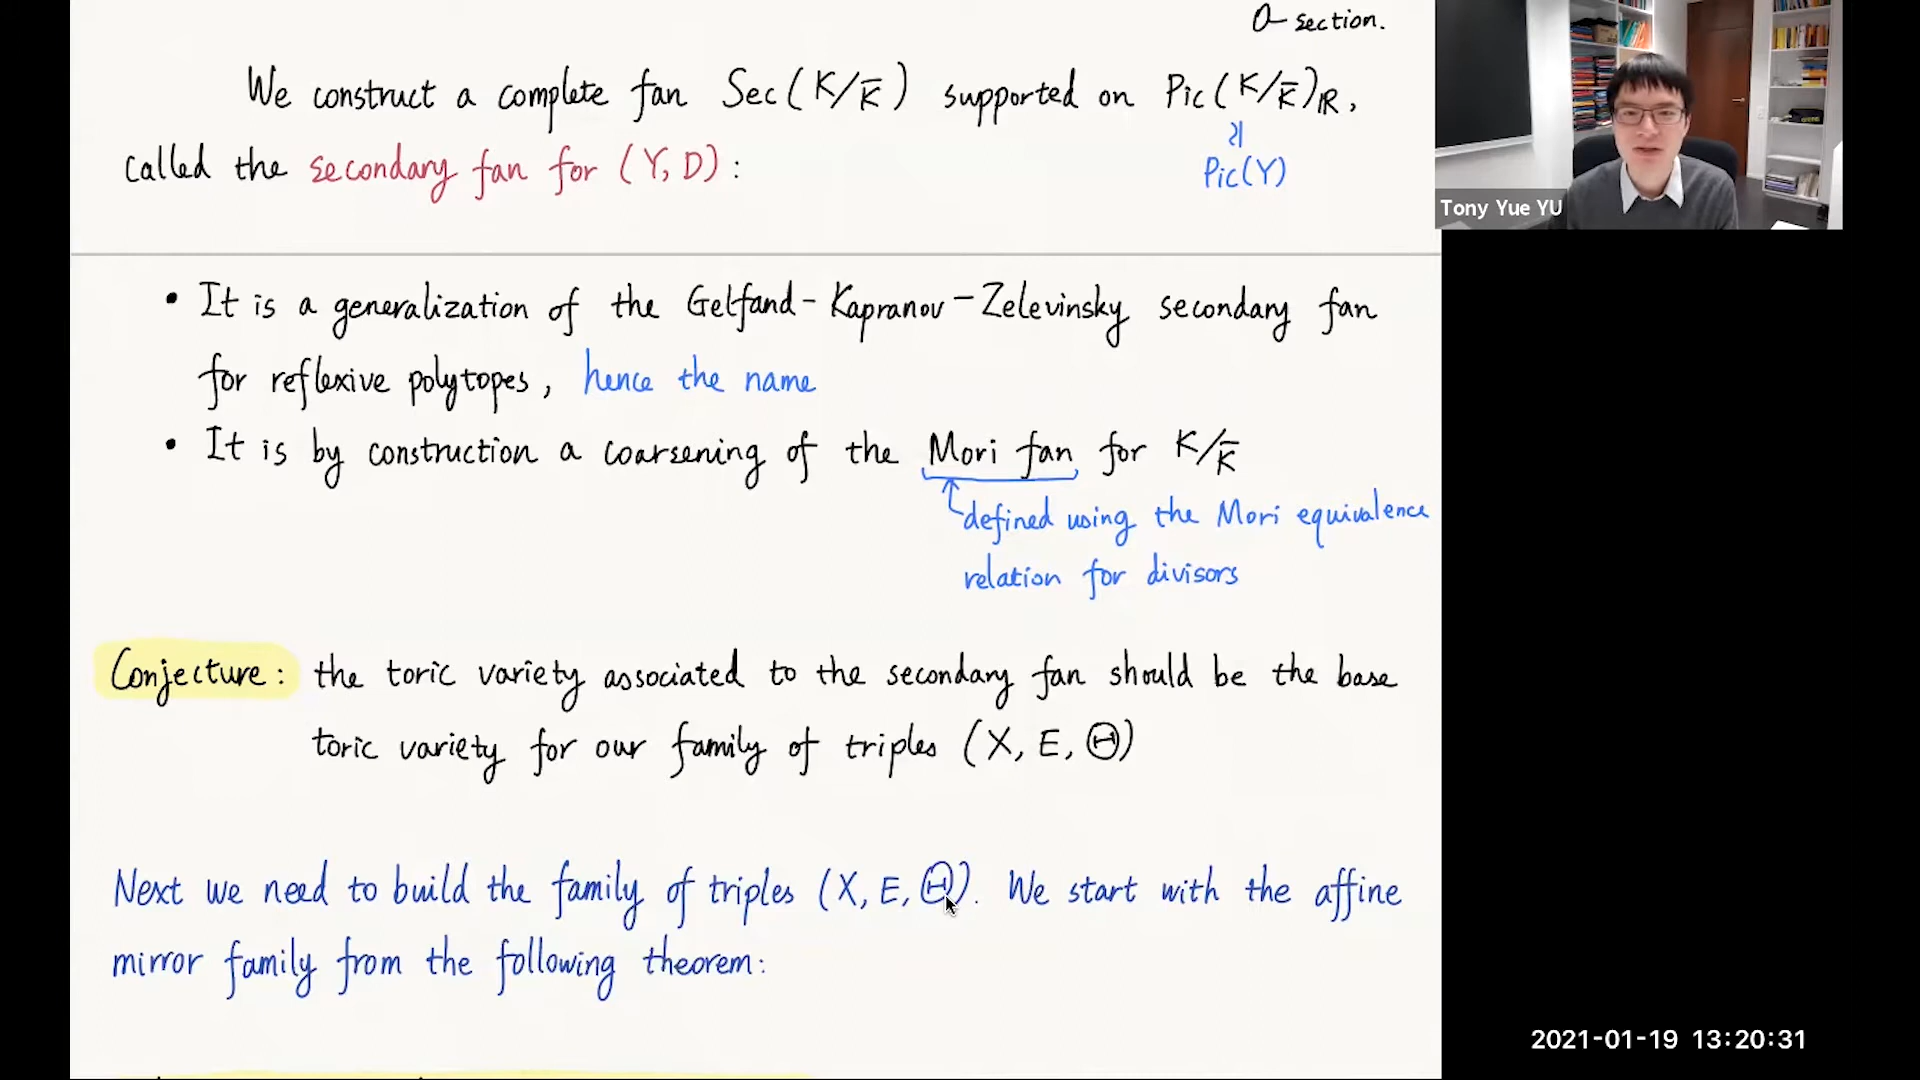 0-section.
We construct a complete fan Sec(K/K̄) supported on Pic(K/K̄)_ℝ,
≅
called the secondary fan for (Y, D):
Pic(Y)
Tony Yue YU
• It is a generalization of the Gelfand-Kapranov-Zelevinsky secondary fan
for reflexive polytopes, hence the name
• It is by construction a coarsening of the Mori fan for K/K̄
defined using the Mori equivalence
relation for divisors
Conjecture: the toric variety associated to the secondary fan should be the base
toric variety for our family of triples (X, E, Θ)
Next we need to build the family of triples (X, E, Θ). We start with the affine
mirror family from the following theorem:
2021-01-19 13:20:31